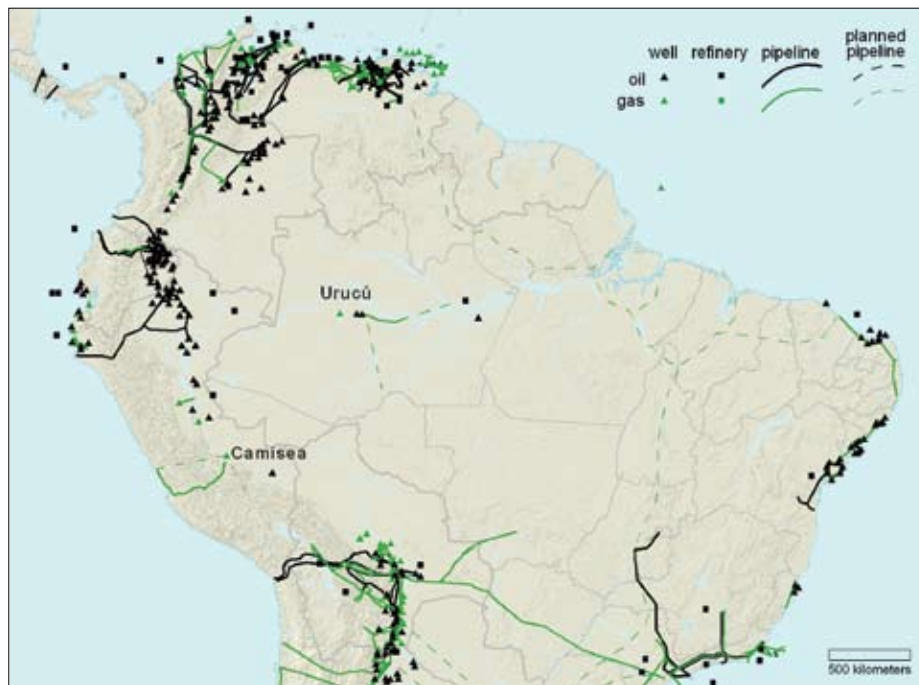 well refinery pipeline planned pipeline
oil
gas
Urucú
Camisea
500 kilometers